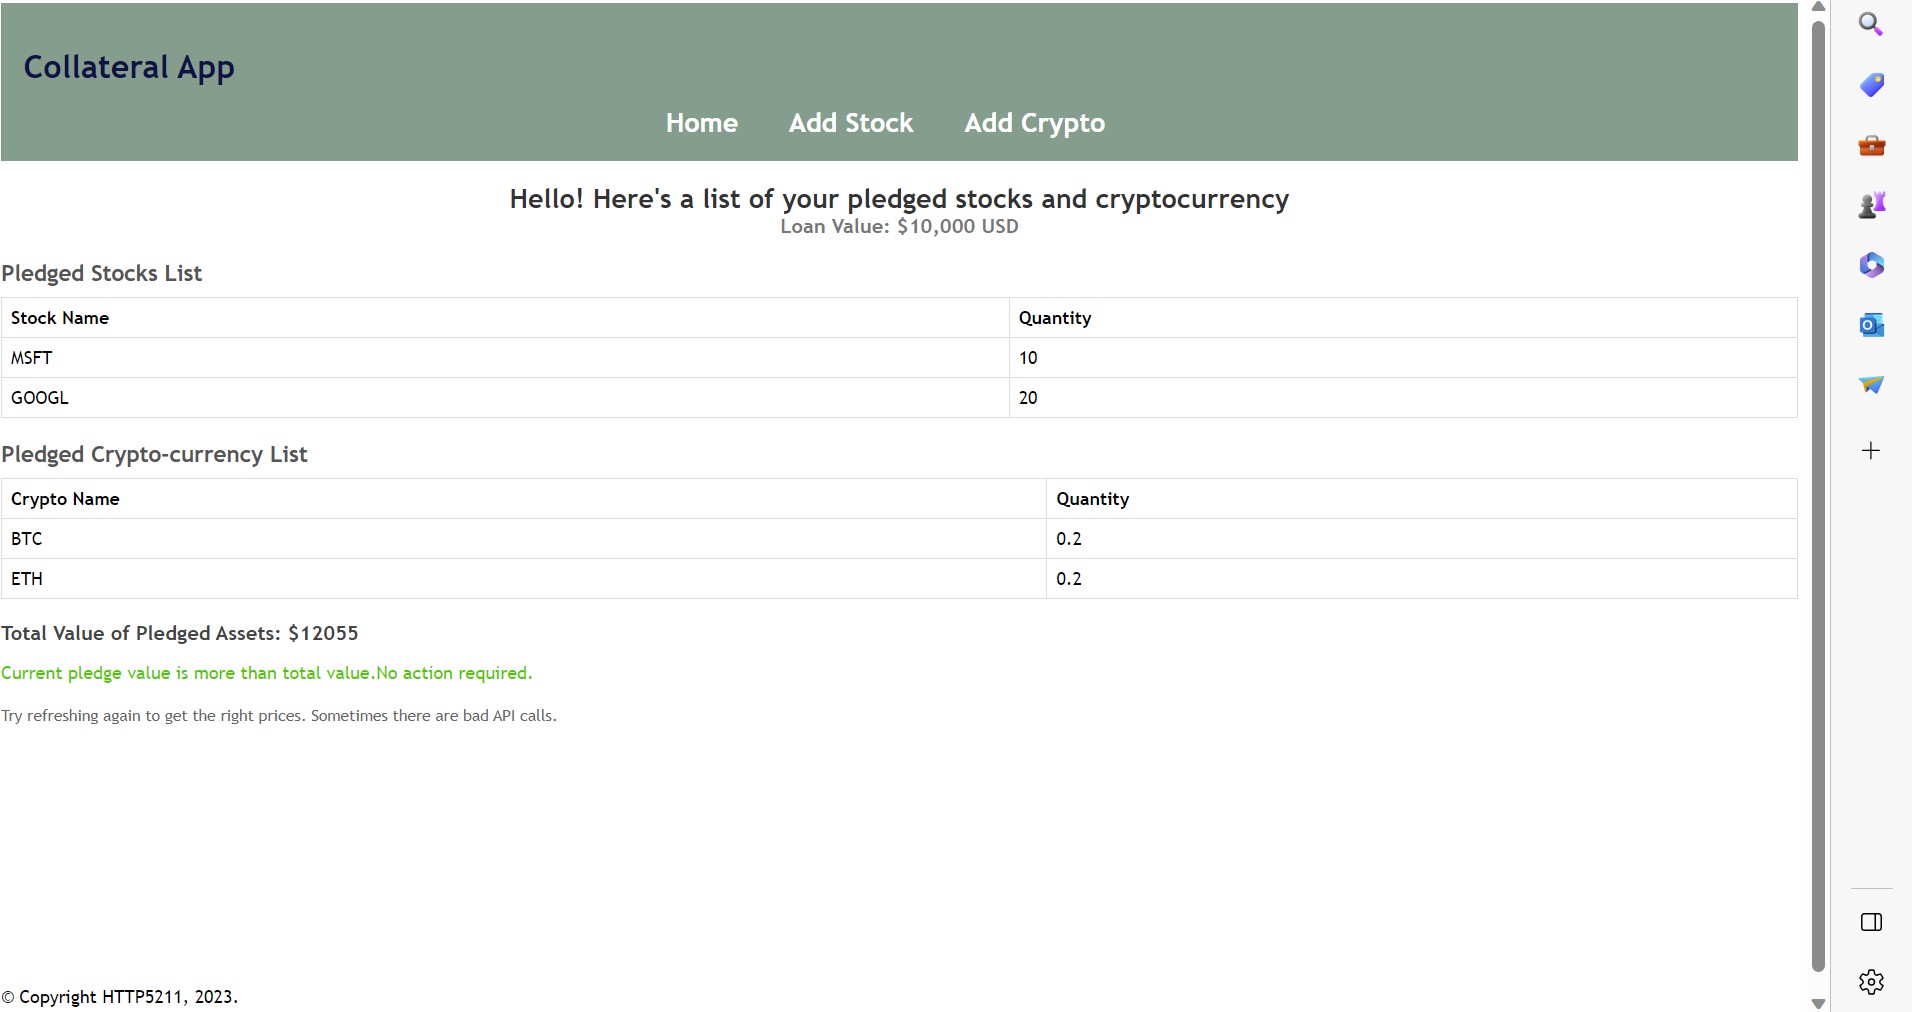 Collateral App
Home Add Stock Add Crypto
Hello! Here's a list of your pledged stocks and cryptocurrency
Loan Value: $10,000 USD
Pledged Stocks List
Stock Name Quantity
MSFT 10
GOOGL 20
Pledged Crypto-currency List
Crypto Name Quantity
BTC 0.2
ETH 0.2
Total Value of Pledged Assets: $12055
Current pledge value is more than total value.No action required.
Try refreshing again to get the right prices. Sometimes there are bad API calls.
© Copyright HTTP5211, 2023.